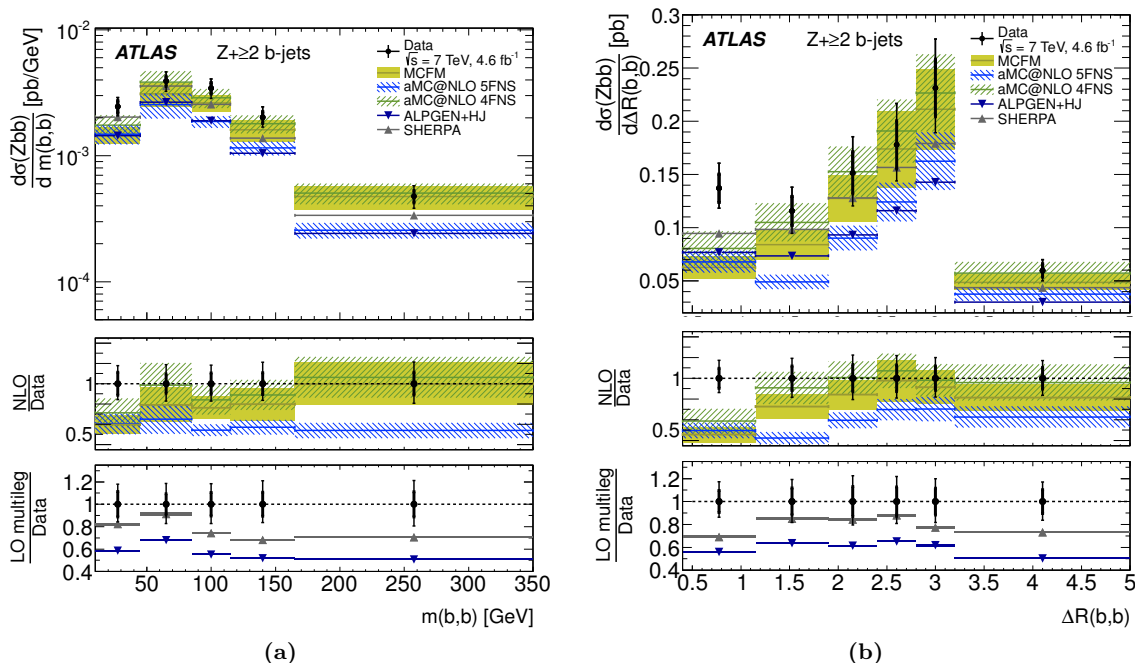 ATLAS Z+≥2 b-jets
Data
√s = 7 TeV, 4.6 fb⁻¹
MCFM
aMC@NLO 5FNS
aMC@NLO 4FNS
ALPGEN+HJ
SHERPA
dσ(Zbb)
d m(b,b) [pb/GeV]
10⁻²
10⁻³
10⁻⁴
NLO
Data
1
0.5
LO multileg
Data
1.2
1
0.8
0.6
0.4
50 100 150 200 250 300 350
m(b,b) [GeV]
(a)
ATLAS Z+≥2 b-jets
Data
√s = 7 TeV, 4.6 fb⁻¹
MCFM
aMC@NLO 5FNS
aMC@NLO 4FNS
ALPGEN+HJ
SHERPA
dσ(Zbb)
dΔR(b,b) [pb]
0.3
0.25
0.2
0.15
0.1
0.05
NLO
Data
1
0.5
LO multileg
Data
1.2
1
0.8
0.6
0.4
0.5 1 1.5 2 2.5 3 3.5 4 4.5 5
ΔR(b,b)
(b)